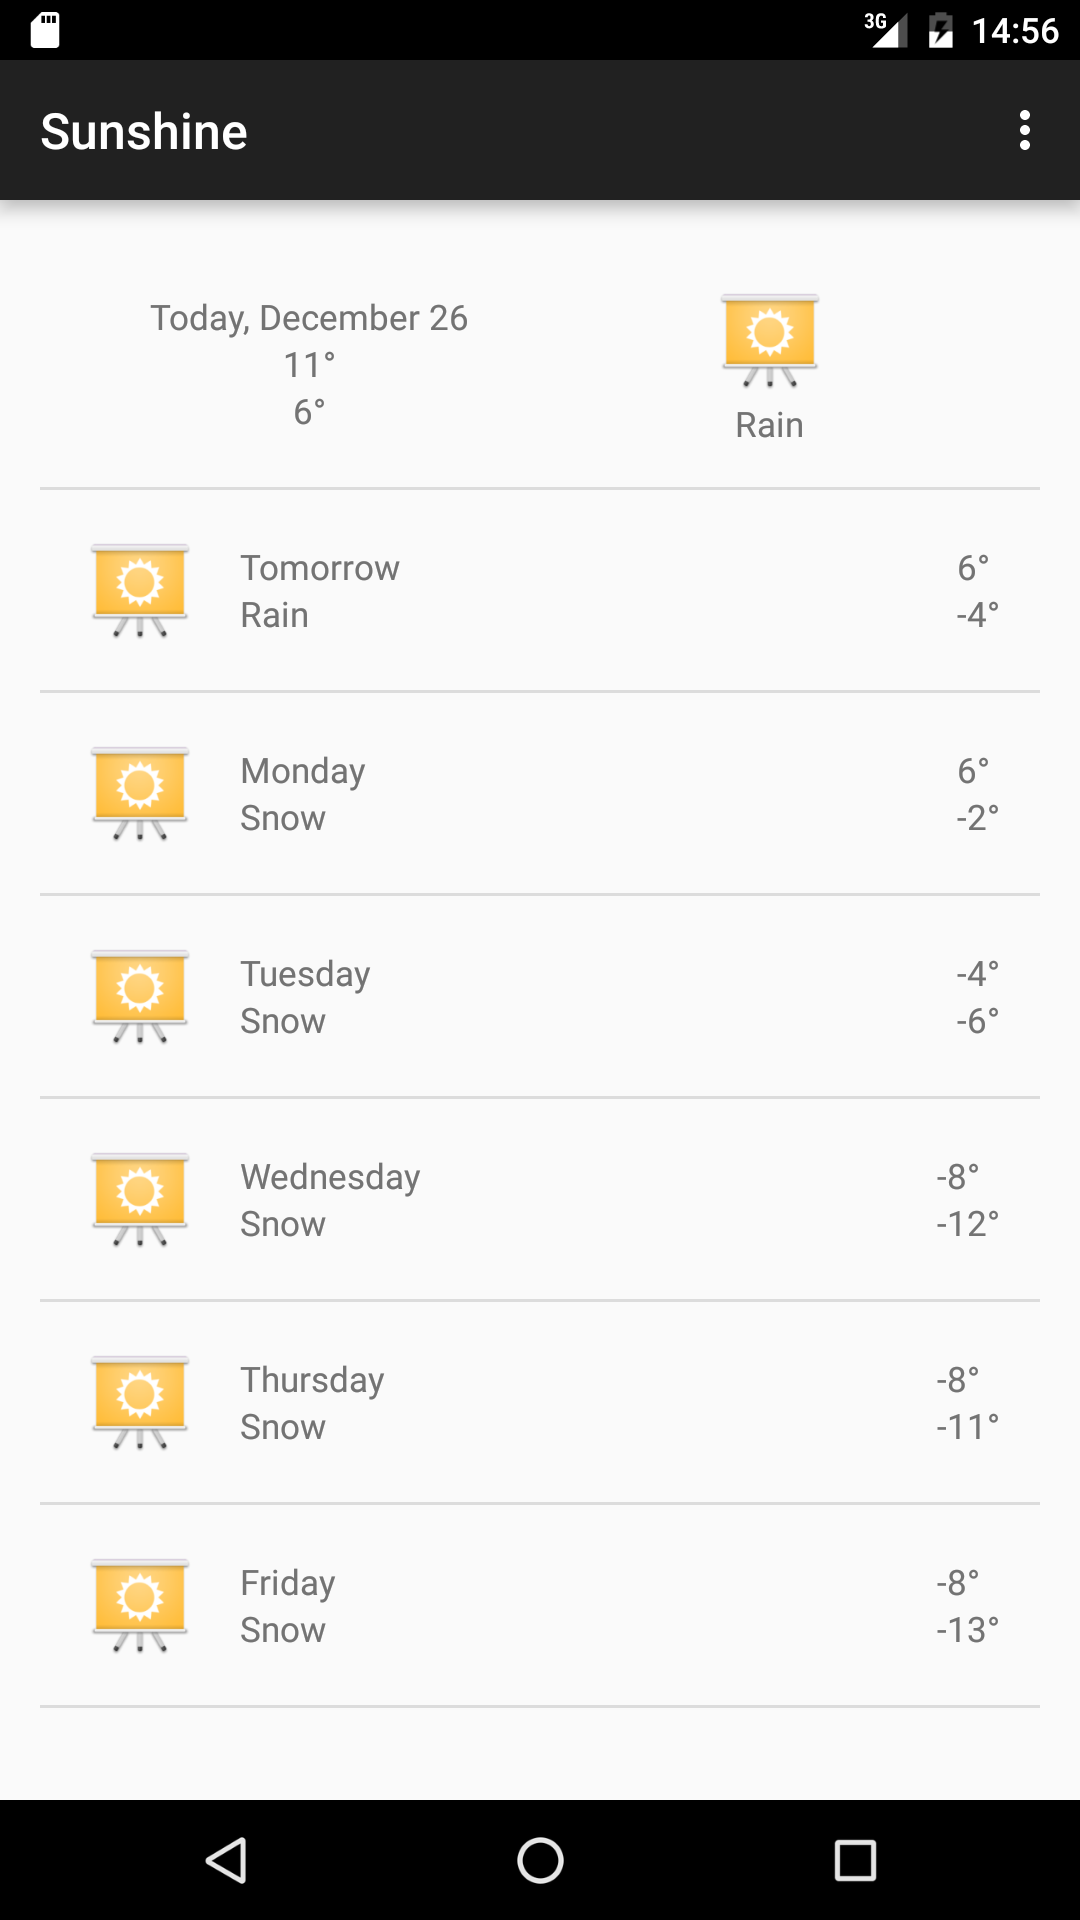 3G 14:56
Sunshine
Today, December 26
11°
6°
Rain
Tomorrow 6°
Rain -4°
Monday 6°
Snow -2°
Tuesday -4°
Snow -6°
Wednesday -8°
Snow -12°
Thursday -8°
Snow -11°
Friday -8°
Snow -13°